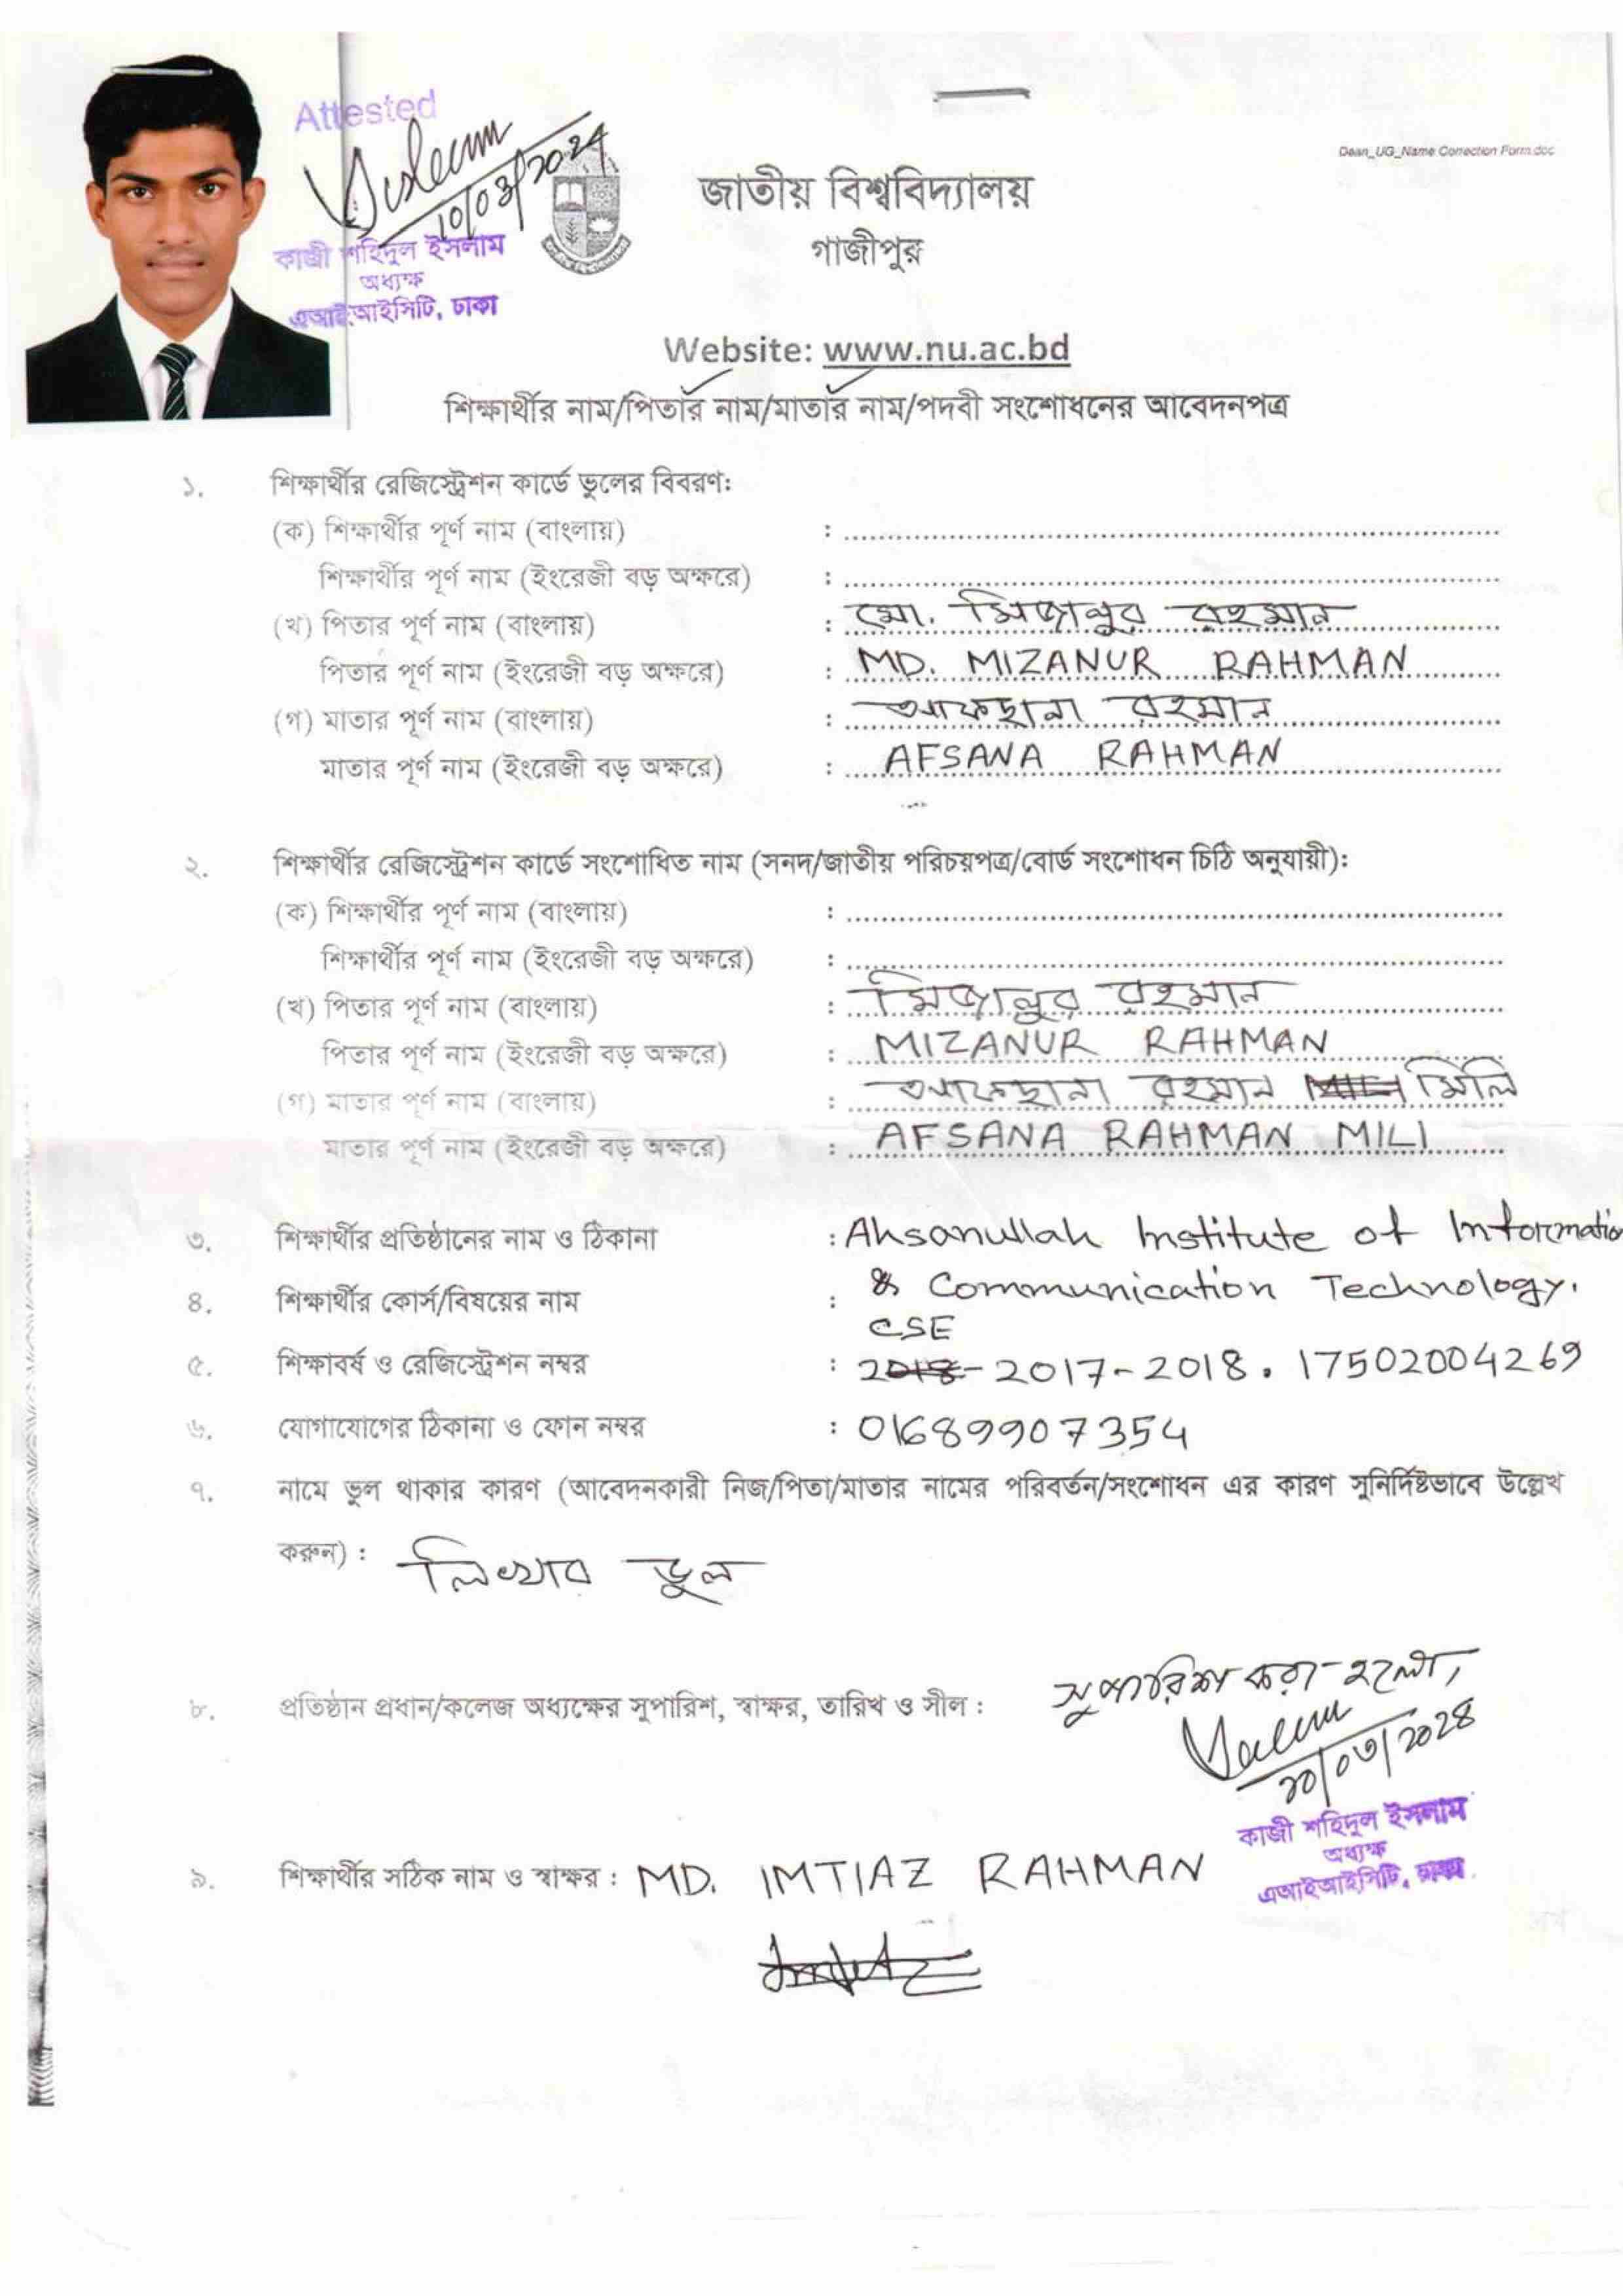 Attested
10/03/2024
কাজী শহিদুল ইসলাম
অধ্যক্ষ
এআইআইসিটি, ঢাকা
Dean_UG_Name Correction Form.doc
জাতীয় বিশ্ববিদ্যালয়
গাজীপুর
Website: www.nu.ac.bd
শিক্ষার্থীর নাম/পিতার নাম/মাতার নাম/পদবী সংশোধনের আবেদনপত্র
১. শিক্ষার্থীর রেজিস্ট্রেশন কার্ডে ভুলের বিবরণ:
(ক) শিক্ষার্থীর পূর্ণ নাম (বাংলায়) :
শিক্ষার্থীর পূর্ণ নাম (ইংরেজী বড় অক্ষরে) :
(খ) পিতার পূর্ণ নাম (বাংলায়) : মো. মিজানুর রহমান
পিতার পূর্ণ নাম (ইংরেজী বড় অক্ষরে) : MD. MIZANUR RAHMAN
(গ) মাতার পূর্ণ নাম (বাংলায়) : আফছানা রহমান
মাতার পূর্ণ নাম (ইংরেজী বড় অক্ষরে) : AFSANA RAHMAN
২. শিক্ষার্থীর রেজিস্ট্রেশন কার্ডে সংশোধিত নাম (সনদ/জাতীয় পরিচয়পত্র/বোর্ড সংশোধন চিঠি অনুযায়ী):
(ক) শিক্ষার্থীর পূর্ণ নাম (বাংলায়) :
শিক্ষার্থীর পূর্ণ নাম (ইংরেজী বড় অক্ষরে) :
(খ) পিতার পূর্ণ নাম (বাংলায়) : মিজানুর রহমান
পিতার পূর্ণ নাম (ইংরেজী বড় অক্ষরে) : MIZANUR RAHMAN
(গ) মাতার পূর্ণ নাম (বাংলায়) : আফছানা রহমান মিলি
মাতার পূর্ণ নাম (ইংরেজী বড় অক্ষরে) : AFSANA RAHMAN MILI
৩. শিক্ষার্থীর প্রতিষ্ঠানের নাম ও ঠিকানা : Ahsanullah Institute of Informatio
& Communication Technology.
৪. শিক্ষার্থীর কোর্স/বিষয়ের নাম :
CSE
৫. শিক্ষাবর্ষ ও রেজিস্ট্রেশন নম্বর : 2018- 2017-2018. 17502004269
৬. যোগাযোগের ঠিকানা ও ফোন নম্বর : 01689907354
৭. নামে ভুল থাকার কারণ (আবেদনকারী নিজ/পিতা/মাতার নামের পরিবর্তন/সংশোধন এর কারণ সুনির্দিষ্টভাবে উল্লেখ
করুন) : লিখার ভুল
৮. প্রতিষ্ঠান প্রধান/কলেজ অধ্যক্ষের সুপারিশ, স্বাক্ষর, তারিখ ও সীল : সুপারিশ করা হলো,
১০/০৩/২০২৪
কাজী শহিদুল ইসলাম
অধ্যক্ষ
এআইআইসিটি, ঢাকা
৯. শিক্ষার্থীর সঠিক নাম ও স্বাক্ষর : MD. IMTIAZ RAHMAN